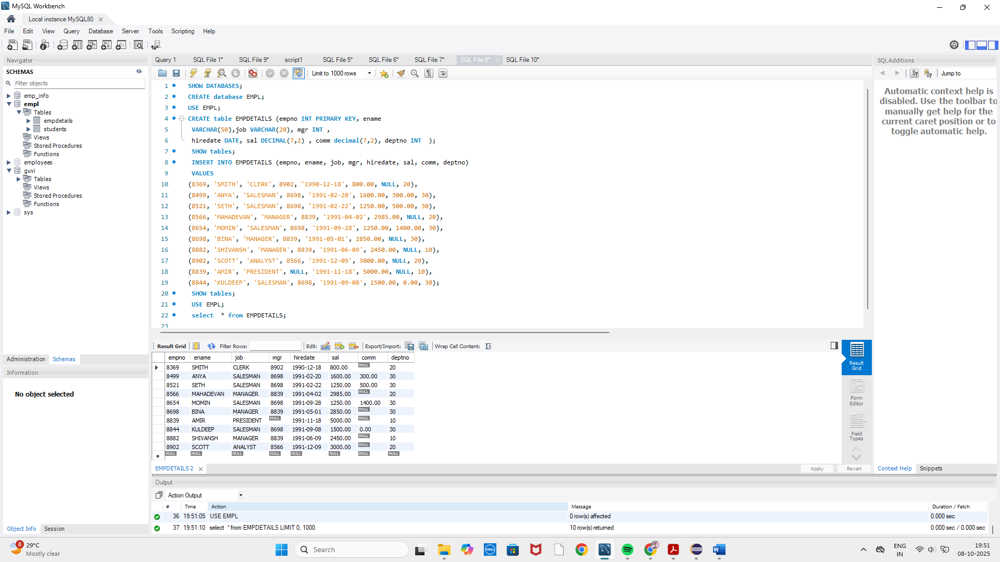 MySQL Workbench
Local instance MySQL80
File Edit View Query Database Server Tools Scripting Help
Navigator
SCHEMAS
Filter objects
emp_info
empl
Tables
empdetails
students
Views
Stored Procedures
Functions
employees
guvi
Tables
Views
Stored Procedures
Functions
sys
Administration Schemas
Information
No object selected
Object Info Session
Query 1 SQL File 1* SQL File 9* script1 SQL File 5* SQL File 6* SQL File 7* SQL File 8* SQL File 10*
Limit to 1000 rows
1 SHOW DATABASES;
2 CREATE database EMPL;
3 USE EMPL;
4 CREATE table EMPDETAILS (empno INT PRIMARY KEY, ename
5 VARCHAR(50),job VARCHAR(20), mgr INT ,
6 hiredate DATE, sal DECIMAL(7,2) , comm decimal(7,2), deptno INT );
7 SHOW tables;
8 INSERT INTO EMPDETAILS (empno, ename, job, mgr, hiredate, sal, comm, deptno)
9 VALUES
10 (8369, 'SMITH', 'CLERK', 8902, '1990-12-18', 800.00, NULL, 20),
11 (8499, 'ANYA', 'SALESMAN', 8698, '1991-02-20', 1600.00, 300.00, 30),
12 (8521, 'SETH', 'SALESMAN', 8698, '1991-02-22', 1250.00, 500.00, 30),
13 (8566, 'MAHADEVAN', 'MANAGER', 8839, '1991-04-02', 2985.00, NULL, 20),
14 (8654, 'MOMIN', 'SALESMAN', 8698, '1991-09-28', 1250.00, 1400.00, 30),
15 (8698, 'BINA', 'MANAGER', 8839, '1991-05-01', 2850.00, NULL, 30),
16 (8882, 'SHIVANSH', 'MANAGER', 8839, '1991-06-09', 2450.00, NULL, 10),
17 (8902, 'SCOTT', 'ANALYST', 8566, '1991-12-09', 3000.00, NULL, 20),
18 (8839, 'AMIR', 'PRESIDENT', NULL, '1991-11-18', 5000.00, NULL, 10),
19 (8844, 'KULDEEP', 'SALESMAN', 8698, '1991-09-08', 1500.00, 0.00, 30);
20 SHOW tables;
21 USE EMPL;
22 select * from EMPDETAILS;
23
Result Grid Filter Rows: Edit: Export/Import: Wrap Cell Content:
empno ename job mgr hiredate sal comm deptno
8369 SMITH CLERK 8902 1990-12-18 800.00 NULL 20
8499 ANYA SALESMAN 8698 1991-02-20 1600.00 300.00 30
8521 SETH SALESMAN 8698 1991-02-22 1250.00 500.00 30
8566 MAHADEVAN MANAGER 8839 1991-04-02 2985.00 NULL 20
8654 MOMIN SALESMAN 8698 1991-09-28 1250.00 1400.00 30
8698 BINA MANAGER 8839 1991-05-01 2850.00 NULL 30
8839 AMIR PRESIDENT NULL 1991-11-18 5000.00 NULL 10
8844 KULDEEP SALESMAN 8698 1991-09-08 1500.00 0.00 30
8882 SHIVANSH MANAGER 8839 1991-06-09 2450.00 NULL 10
8902 SCOTT ANALYST 8566 1991-12-09 3000.00 NULL 20
NULL NULL NULL NULL NULL NULL NULL NULL
Result
Grid
Form
Editor
Field
Types
EMPDETAILS 2
Apply Revert
Output
Action Output
# Time Action Message Duration / Fetch
36 19:51:05 USE EMPL 0 row(s) affected 0.000 sec
37 19:51:10 select * from EMPDETAILS LIMIT 0, 1000 10 row(s) returned 0.000 sec / 0.000 sec
SQLAdditions
Jump to
Automatic context help is
disabled. Use the toolbar to
manually get help for the
current caret position or to
toggle automatic help.
Context Help Snippets
8
29°C
Mostly clear
Search
DELL
ENG
IN
19:51
08-10-2025